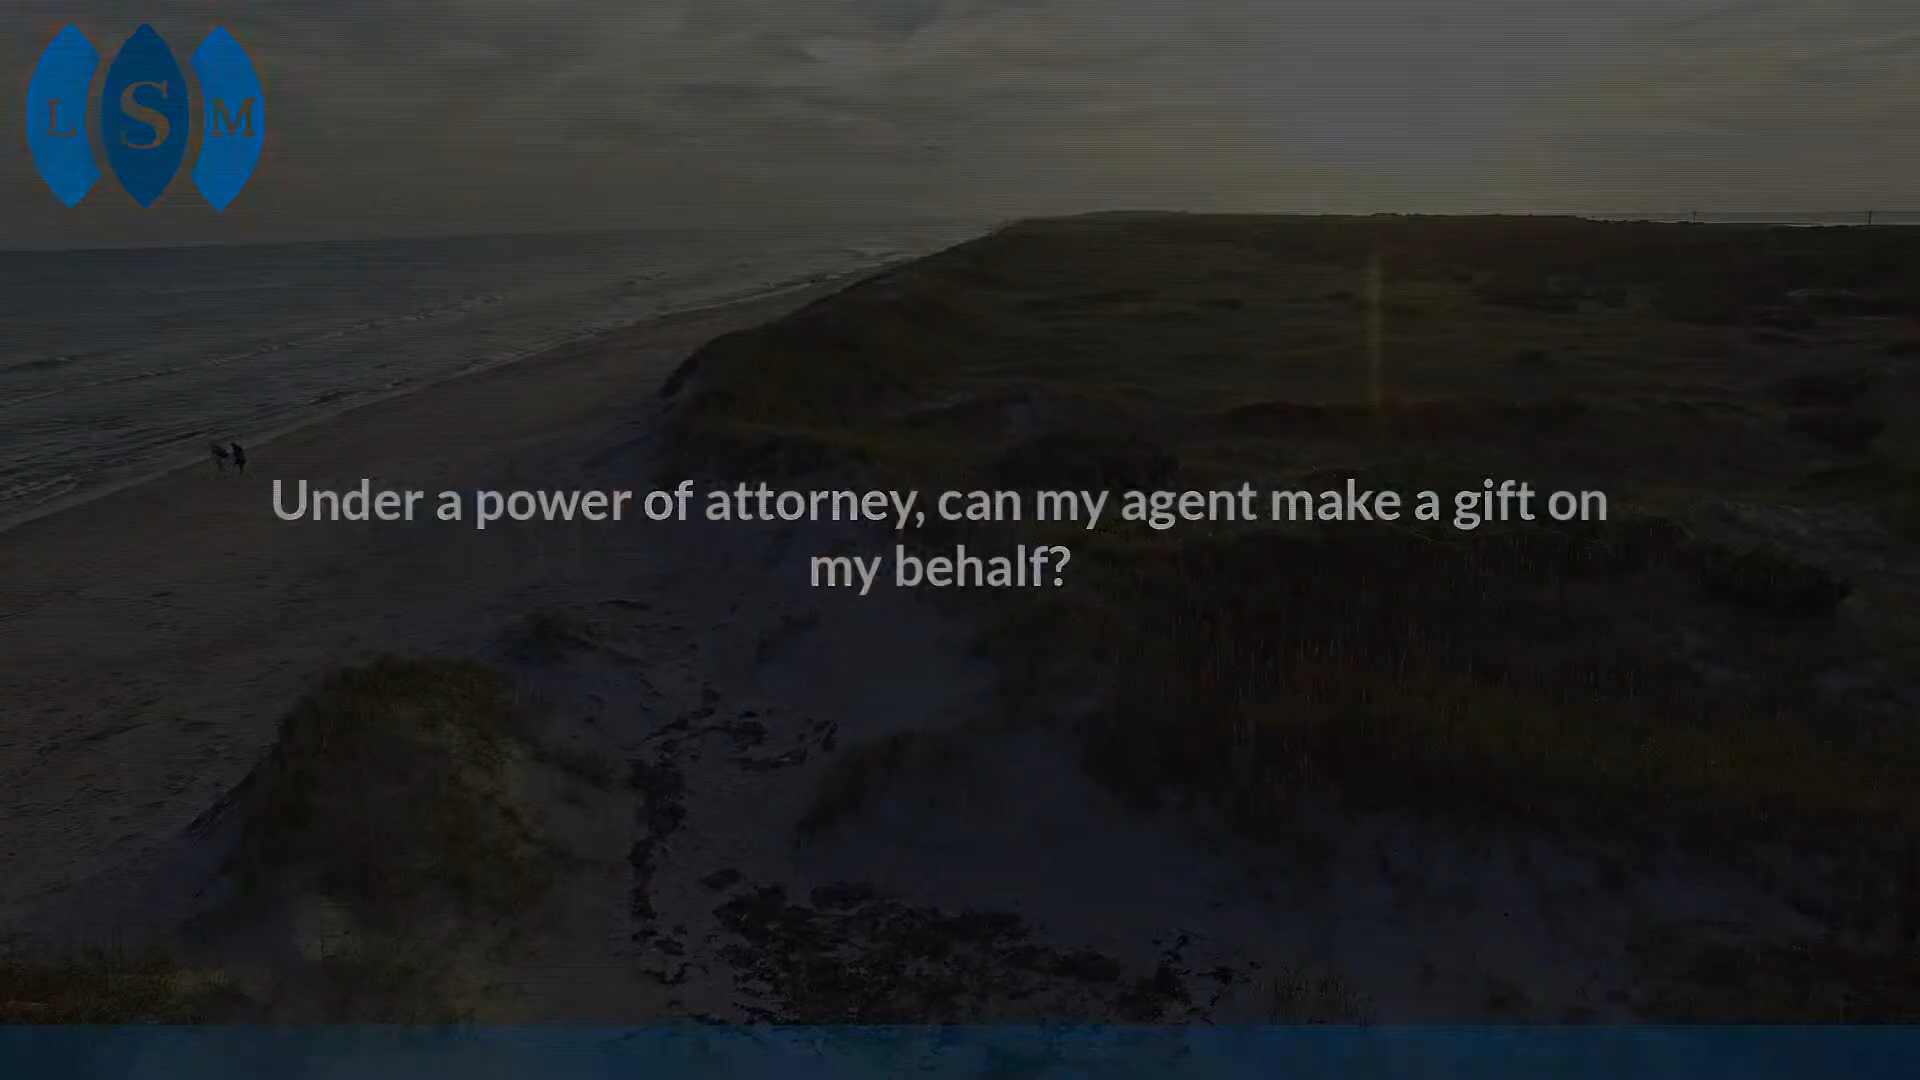 L S M
Under a power of attorney, can my agent make a gift on
my behalf?